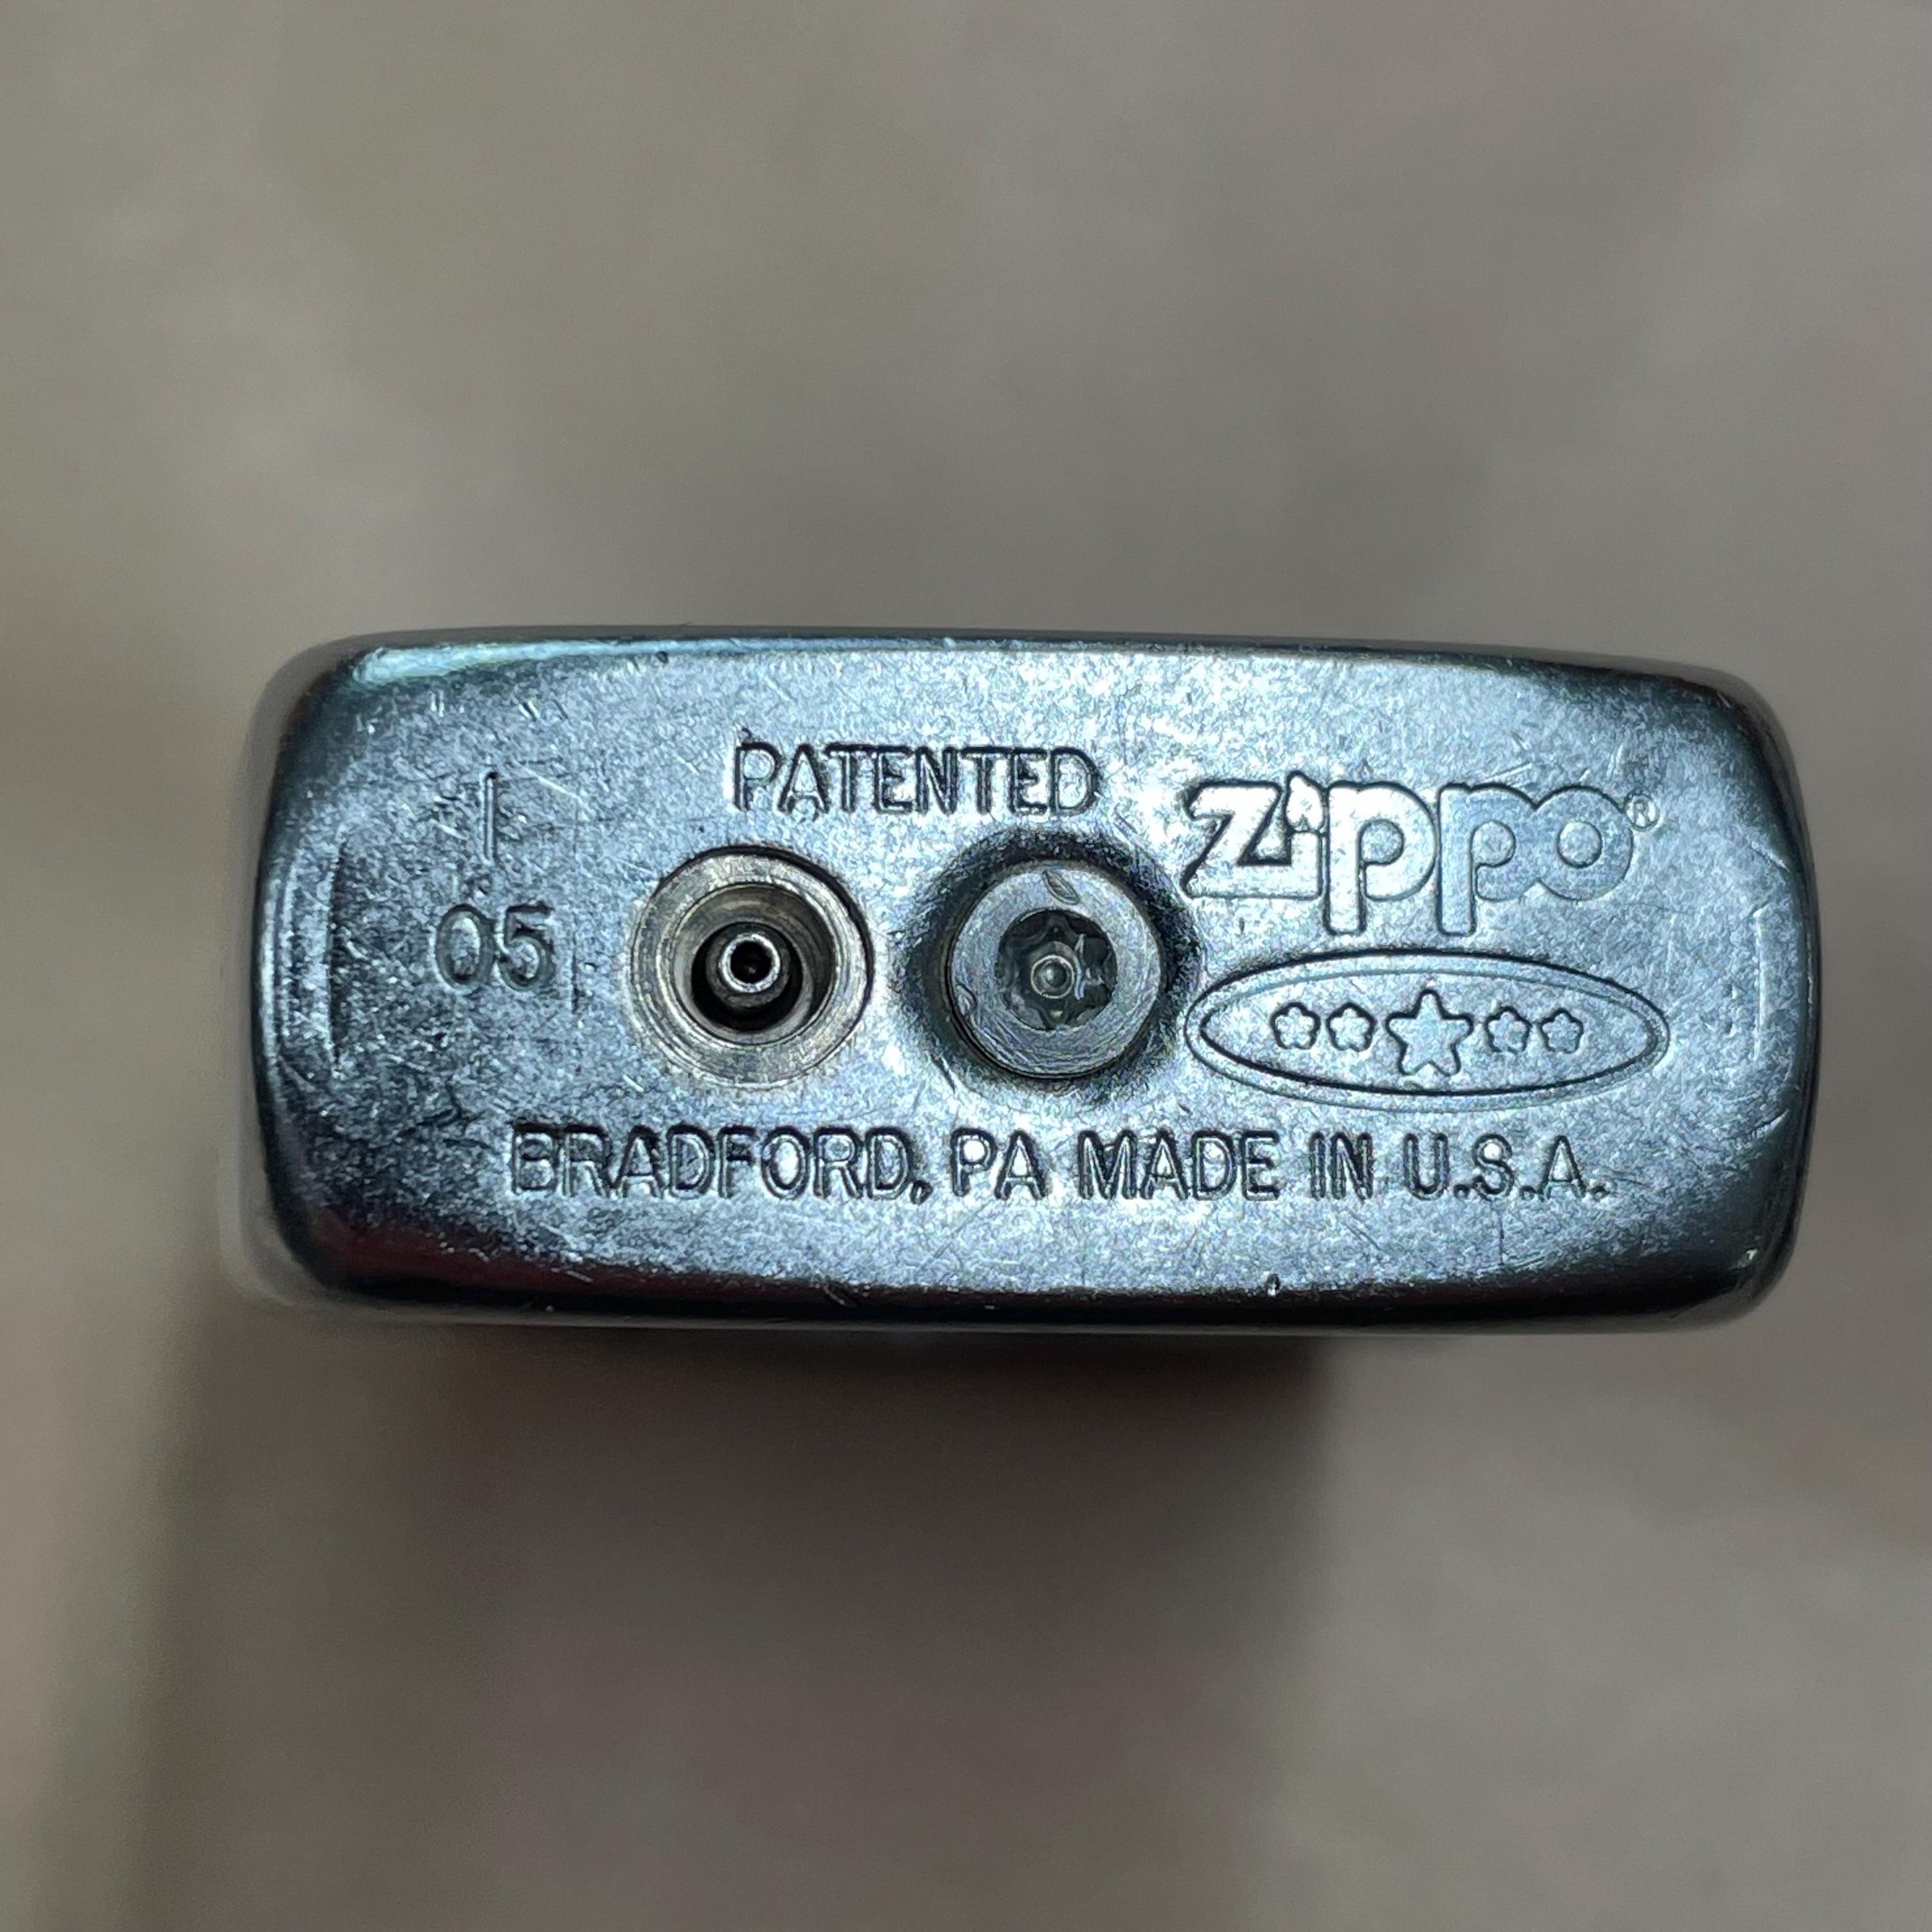 PATENTED
I
05
zippo®
BRADFORD, PA MADE IN U.S.A.